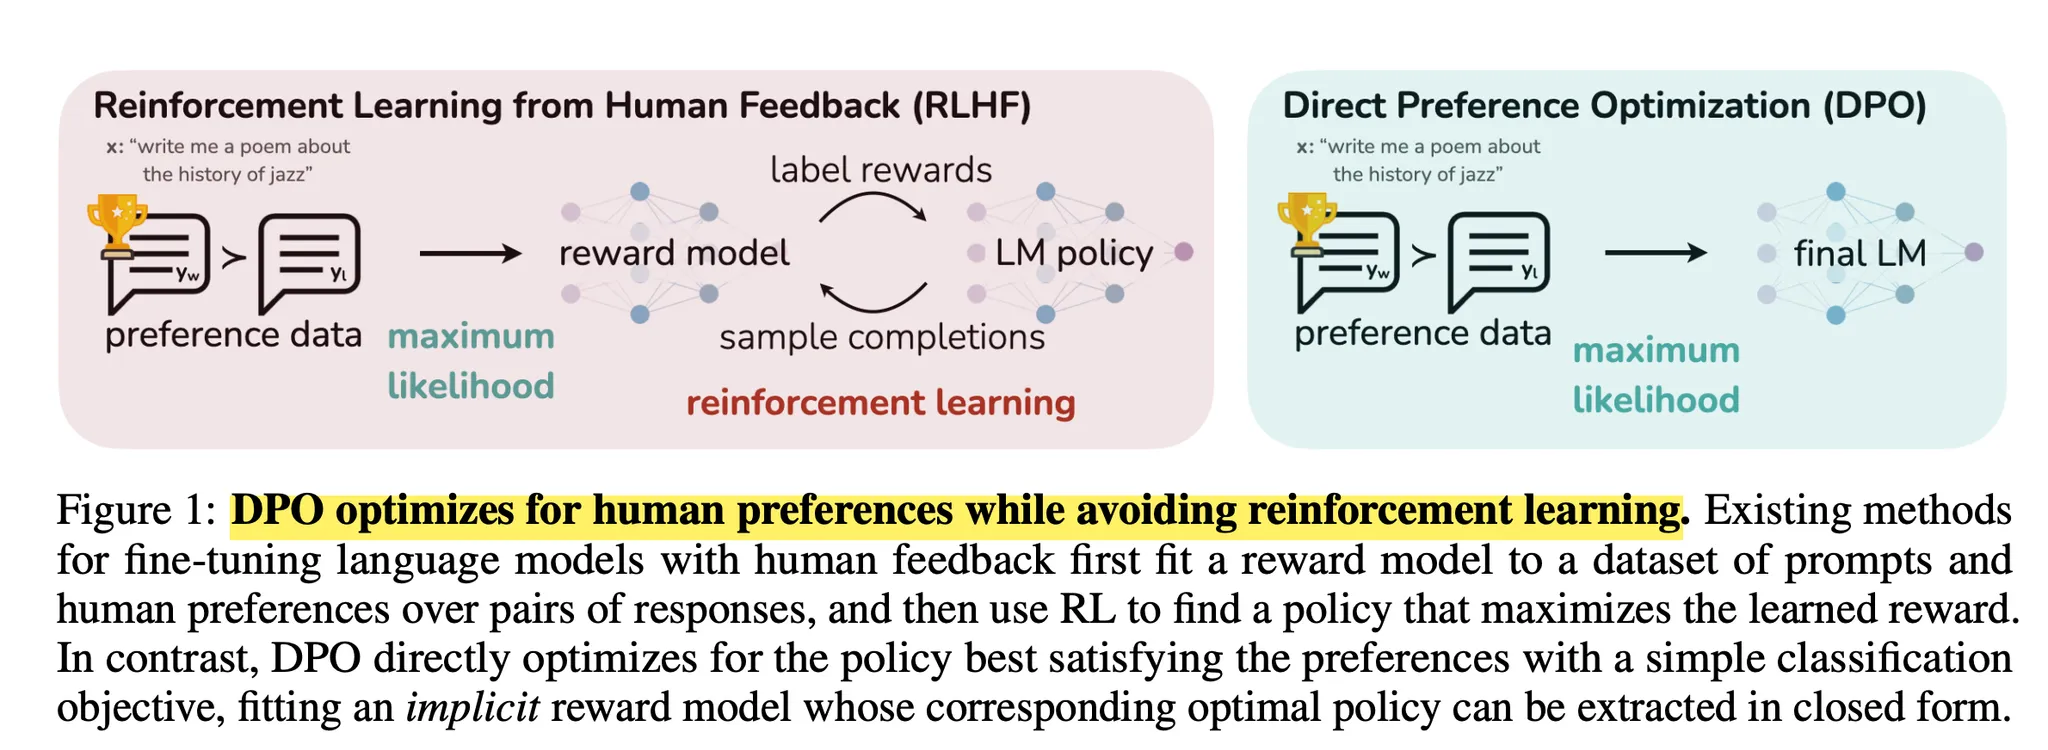 Reinforcement Learning from Human Feedback (RLHF)
x: “write me a poem about
the history of jazz”
label rewards
yw
≻
yl
reward model
LM policy
preference data
maximum
likelihood
sample completions
reinforcement learning
Direct Preference Optimization (DPO)
x: “write me a poem about
the history of jazz”
yw
≻
yl
final LM
preference data
maximum
likelihood
Figure 1: DPO optimizes for human preferences while avoiding reinforcement learning. Existing methods
for fine-tuning language models with human feedback first fit a reward model to a dataset of prompts and
human preferences over pairs of responses, and then use RL to find a policy that maximizes the learned reward.
In contrast, DPO directly optimizes for the policy best satisfying the preferences with a simple classification
objective, fitting an implicit reward model whose corresponding optimal policy can be extracted in closed form.